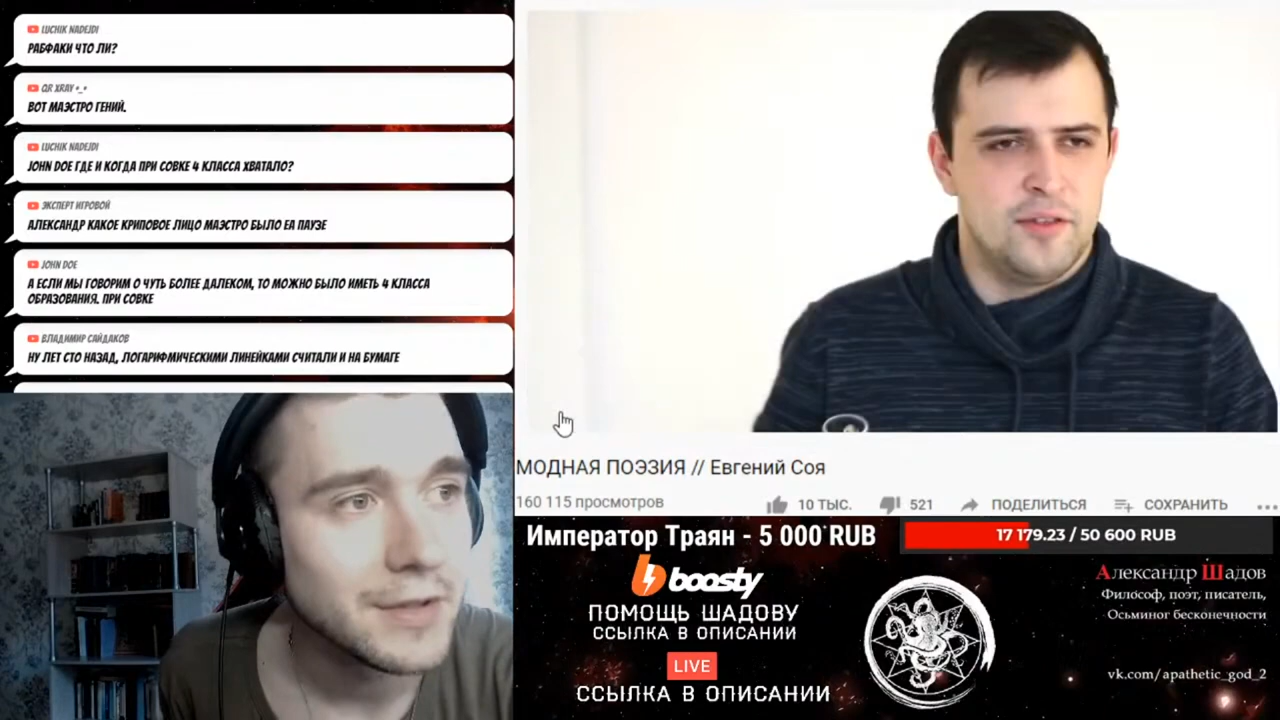 LUCHIK NADEJDI
РАБФАКИ ЧТО ЛИ?
QR XRAY •_•
ВОТ МАЭСТРО ГЕНИЙ.
LUCHIK NADEJDI
JOHN DOE ГДЕ И КОГДА ПРИ СОВКЕ 4 КЛАССА ХВАТАЛО?
ЭКСПЕРТ ИГРОВОЙ
АЛЕКСАНДР КАКОЕ КРИПОВОЕ ЛИЦО МАЭСТРО БЫЛО ЕА ПАУЗЕ
JOHN DOE
А ЕСЛИ МЫ ГОВОРИМ О ЧУТЬ БОЛЕЕ ДАЛЕКОМ, ТО МОЖНО БЫЛО ИМЕТЬ 4 КЛАССА
ОБРАЗОВАНИЯ. ПРИ СОВКЕ
ВЛАДИМИР САЙДАКОВ
НУ ЛЕТ СТО НАЗАД, ЛОГАРИФМИЧЕСКИМИ ЛИНЕЙКАМИ СЧИТАЛИ И НА БУМАГЕ
МОДНАЯ ПОЭЗИЯ // Евгений Соя
160 115 просмотров
10 ТЫС.
521
ПОДЕЛИТЬСЯ
СОХРАНИТЬ
Император Траян - 5 000 RUB
17 179.23 / 50 600 RUB
boosty
ПОМОЩЬ ШАДОВУ
ССЫЛКА В ОПИСАНИИ
LIVE
ССЫЛКА В ОПИСАНИИ
Александр Шадов
Философ, поэт, писатель,
Осьминог бесконечности
vk.com/apathetic_god_2